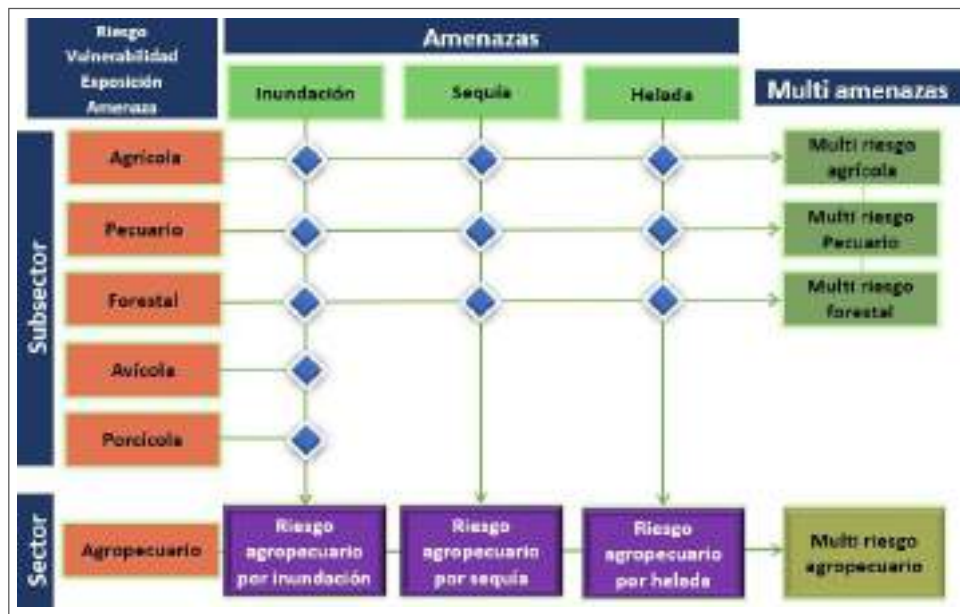 Riesgo
Vulnerabilidad
Exposición
Amenaza
Amenazas
Inundación
Sequía
Helada
Multi amenazas
Subsector
Agrícola
Multi riesgo
agrícola
Pecuario
Multi riesgo
Pecuario
Forestal
Multi riesgo
forestal
Avícola
Porcícola
Sector
Agropecuario
Riesgo
agropecuario
por inundación
Riesgo
agropecuario
por sequía
Riesgo
agropecuario
por helada
Multi riesgo
agropecuario